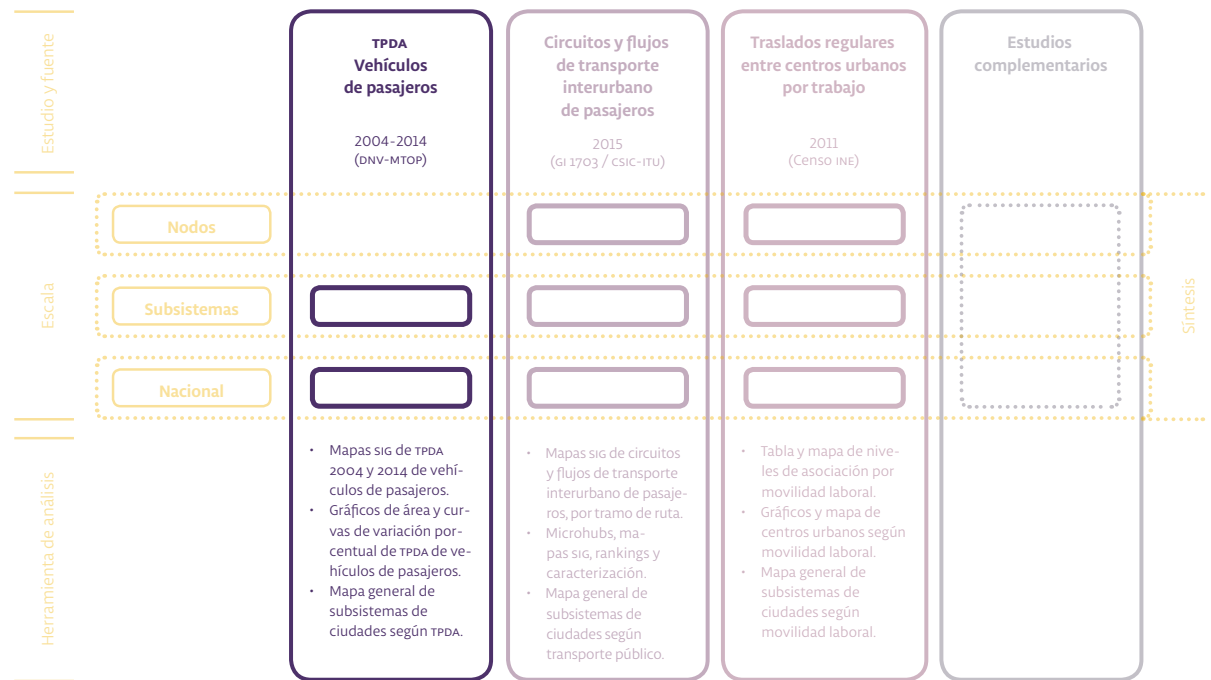 Estudio y fuente
TPDA
Vehículos
de pasajeros
2004-2014
(DNV-MTOP)
Circuitos y flujos
de transporte
interurbano
de pasajeros
2015
(GI 1703 / CSIC-ITU)
Traslados regulares
entre centros urbanos
por trabajo
2011
(Censo INE)
Estudios
complementarios
Escala
Nodos
Subsistemas
Nacional
Síntesis
Herramienta de análisis
• Mapas SIG de TPDA
2004 y 2014 de vehí-
culos de pasajeros.
• Gráficos de área y cur-
vas de variación por-
centual de TPDA de ve-
hículos de pasajeros.
• Mapa general de
subsistemas de
ciudades según TPDA.
• Mapas SIG de circuitos
y flujos de transporte
interurbano de pasaje-
ros, por tramo de ruta.
• Microhubs, ma-
pas SIG, rankings y
caracterización.
• Mapa general de
subsistemas de
ciudades según
transporte público.
• Tabla y mapa de nive-
les de asociación por
movilidad laboral.
• Gráficos y mapa de
centros urbanos según
movilidad laboral.
• Mapa general de
subsistemas de
ciudades según
movilidad laboral.